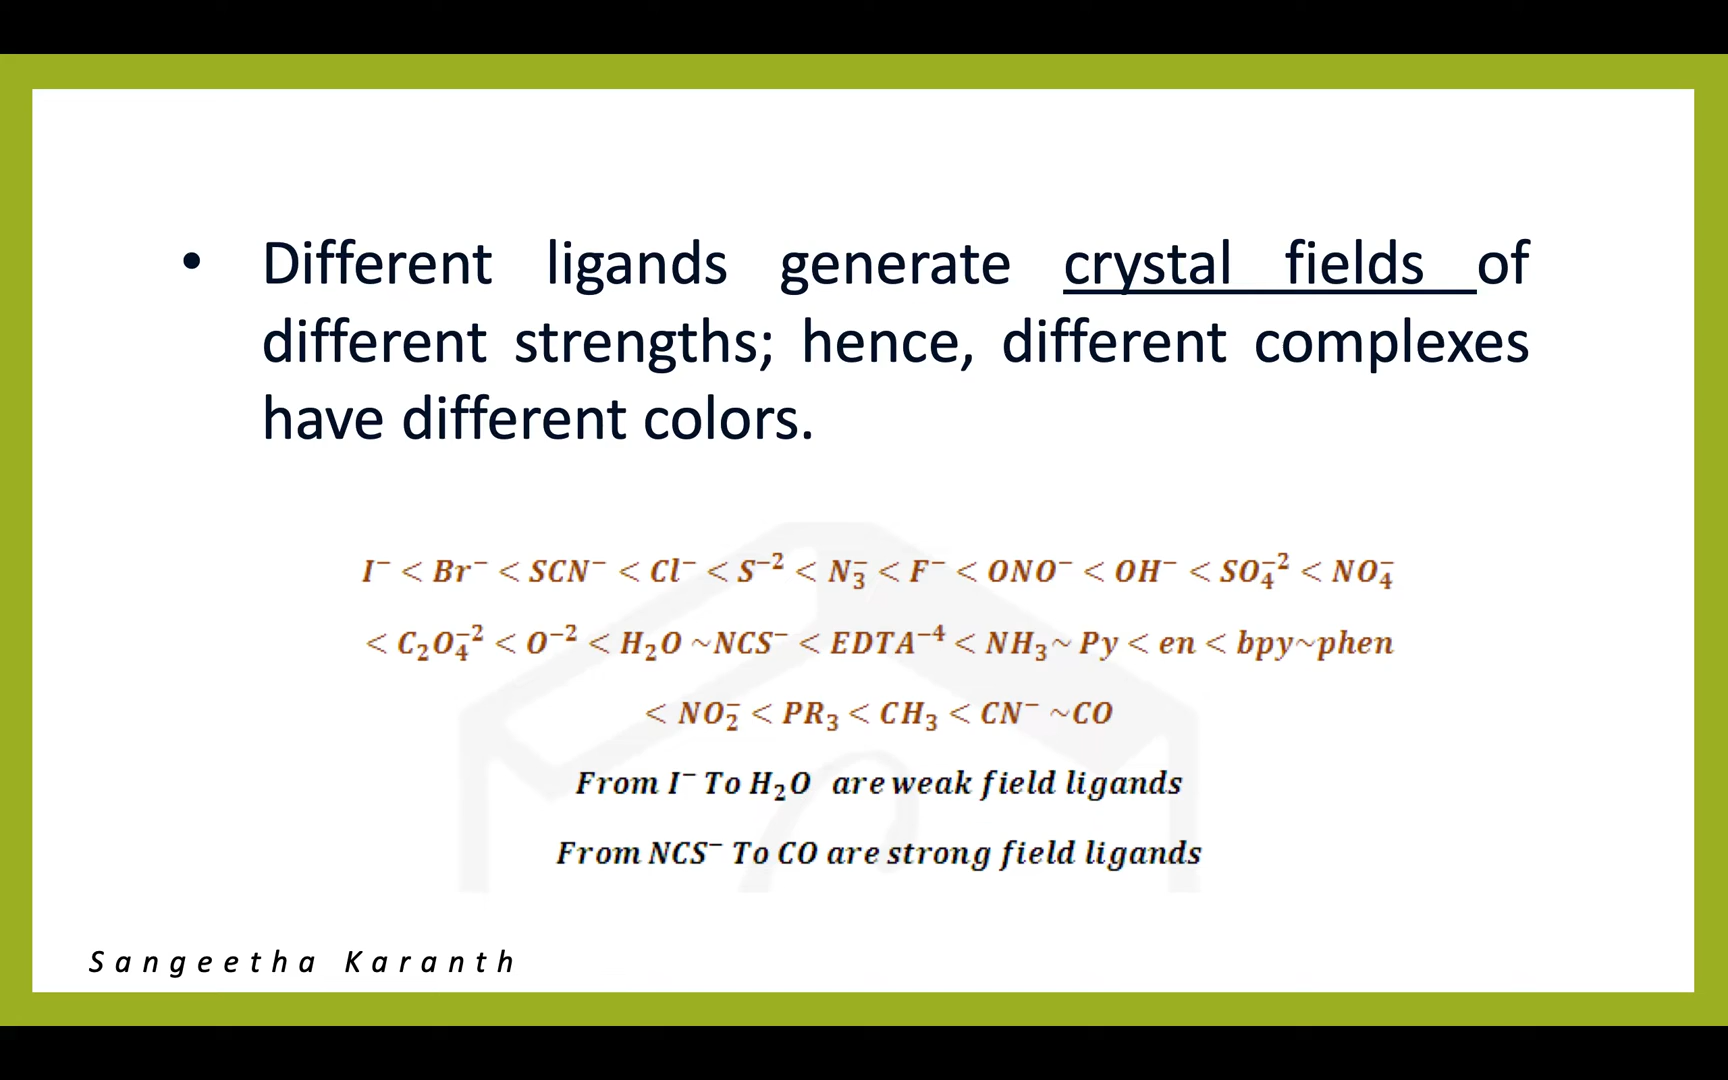 • Different ligands generate crystal fields of
different strengths; hence, different complexes
have different colors.
I⁻ < Br⁻ < SCN⁻ < Cl⁻ < S⁻² < N₃⁻ < F⁻ < ONO⁻ < OH⁻ < SO₄⁻² < NO₄⁻
< C₂O₄⁻² < O⁻² < H₂O ~NCS⁻ < EDTA⁻⁴ < NH₃~ Py < en < bpy~phen
< NO₂⁻ < PR₃ < CH₃ < CN⁻ ~CO
From I⁻ To H₂O are weak field ligands
From NCS⁻ To CO are strong field ligands
Sangeetha Karanth